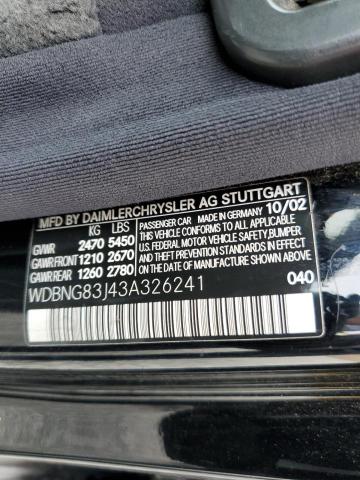 MFD BY DAIMLERCHRYSLER AG STUTTGART
KG LBS PASSENGER CAR MADE IN GERMANY 10/02
GVWR 2470 5450 THIS VEHICLE CONFORMS TO ALL APPLICABLE
GAWR FRONT 1210 2670 U.S. FEDERAL MOTOR VEHICLE SAFETY,BUMPER
GAWR REAR 1260 2780 AND THEFT PREVENTION STANDARDS IN EFFECT
ON THE DATE OF MANUFACTURE SHOWN ABOVE.
WDBNG83J43A326241 040